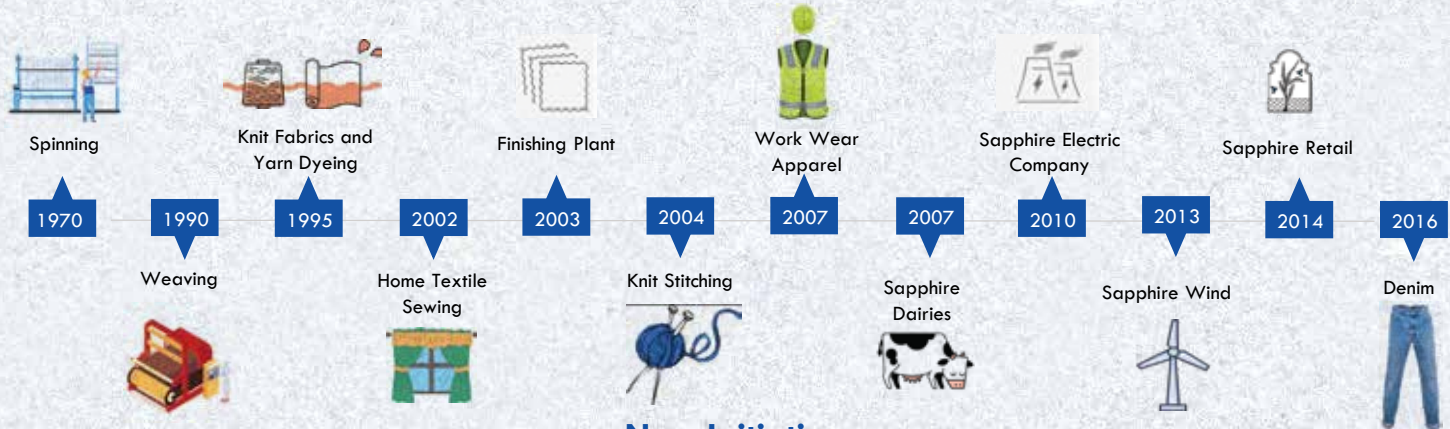 Spinning
1970
1990
Weaving
Knit Fabrics and
Yarn Dyeing
1995
2002
Home Textile
Sewing
Finishing Plant
2003
2004
Knit Stitching
Work Wear
Apparel
2007
2007
Sapphire
Dairies
Sapphire Electric
Company
2010
2013
Sapphire Wind
Sapphire Retail
2014
2016
Denim